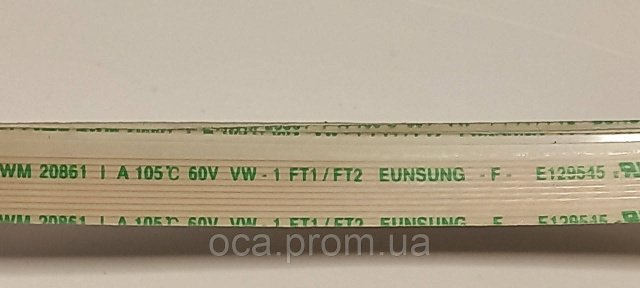 WM 20861 I A 105℃ 60V VW-1 FT1/FT2 EUNSUNG -F- E129545
WM 20861 I A 105℃ 60V VW-1 FT1/FT2 EUNSUNG F E129545
oca.prom.ua